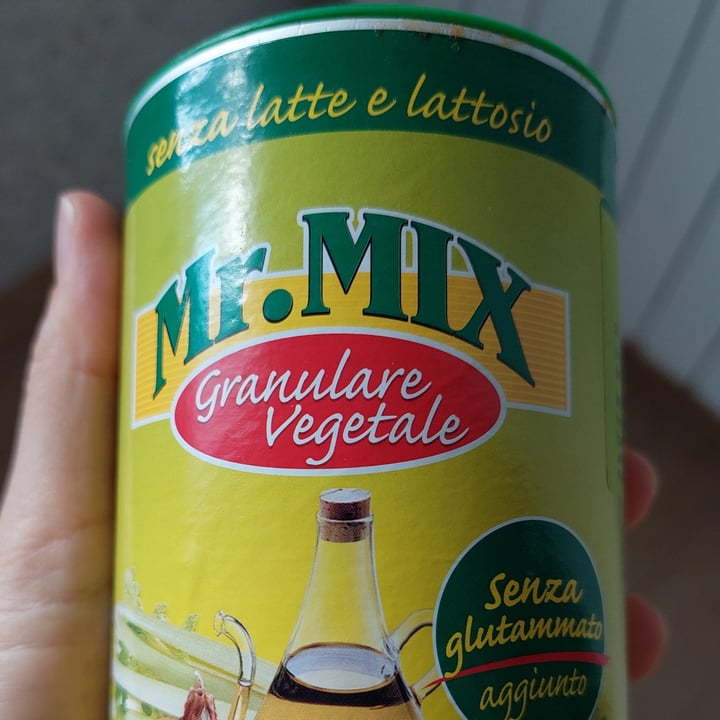 senza latte e lattosio
Mr. MIX
Granulare
Vegetale
Senza
glutammato
aggiunto